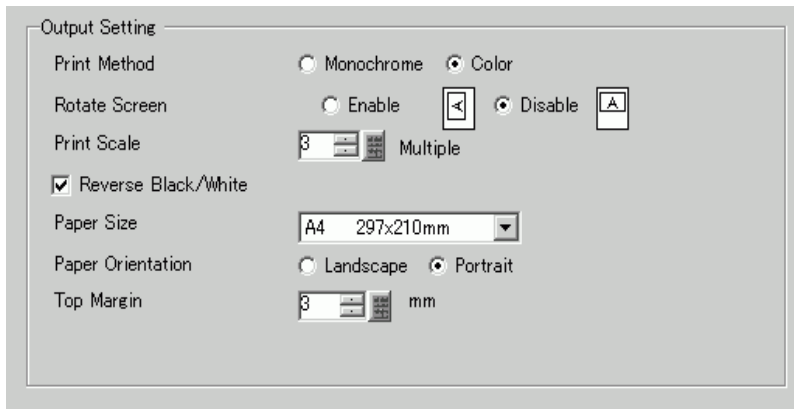 Output Setting
Print Method Monochrome Color
Rotate Screen Enable A Disable A
Print Scale 3 Multiple
Reverse Black/White
Paper Size A4 297x210mm
Paper Orientation Landscape Portrait
Top Margin 3 mm